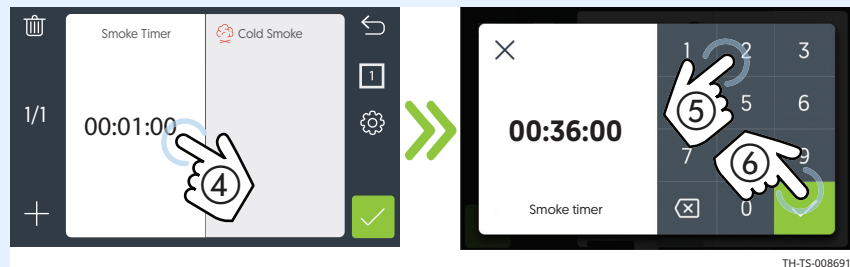 Smoke Timer
Cold Smoke
1
1/1
00:01:00
4
1 2 3
5 5 6
00:36:00
7 6 9
Smoke timer
0
TH-TS-008691